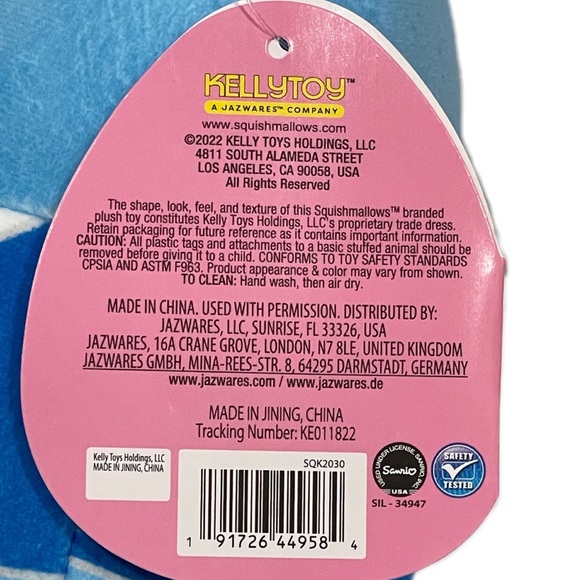 KELLYTOY™
A JAZWARES™ COMPANY
www.squishmallows.com
©2022 KELLY TOYS HOLDINGS, LLC
4811 SOUTH ALAMEDA STREET
LOS ANGELES, CA 90058, USA
All Rights Reserved
The shape, look, feel, and texture of this Squishmallows™ branded
plush toy constitutes Kelly Toys Holdings, LLC's proprietary trade dress.
Retain packaging for future reference as it contains important information.
CAUTION: All plastic tags and attachments to a basic stuffed animal should be
removed before giving it to a child. CONFORMS TO TOY SAFETY STANDARDS
CPSIA AND ASTM F963. Product appearance & color may vary from shown.
TO CLEAN: Hand wash, then air dry.
MADE IN CHINA. USED WITH PERMISSION. DISTRIBUTED BY:
JAZWARES, LLC, SUNRISE, FL 33326, USA
JAZWARES, 16A CRANE GROVE, LONDON, N7 8LE, UNITED KINGDOM
JAZWARES GMBH, MINA-REES-STR. 8, 64295 DARMSTADT, GERMANY
www.jazwares.com / www.jazwares.de
MADE IN JINING, CHINA
Tracking Number: KE011822
Kelly Toys Holdings, LLC
MADE IN JINING, CHINA
SQK2030
1 91726 44958 4
USED UNDER LICENSE. SANRIO, INC.
Sanrio
USA
SIL - 34947
SAFETY
TESTED